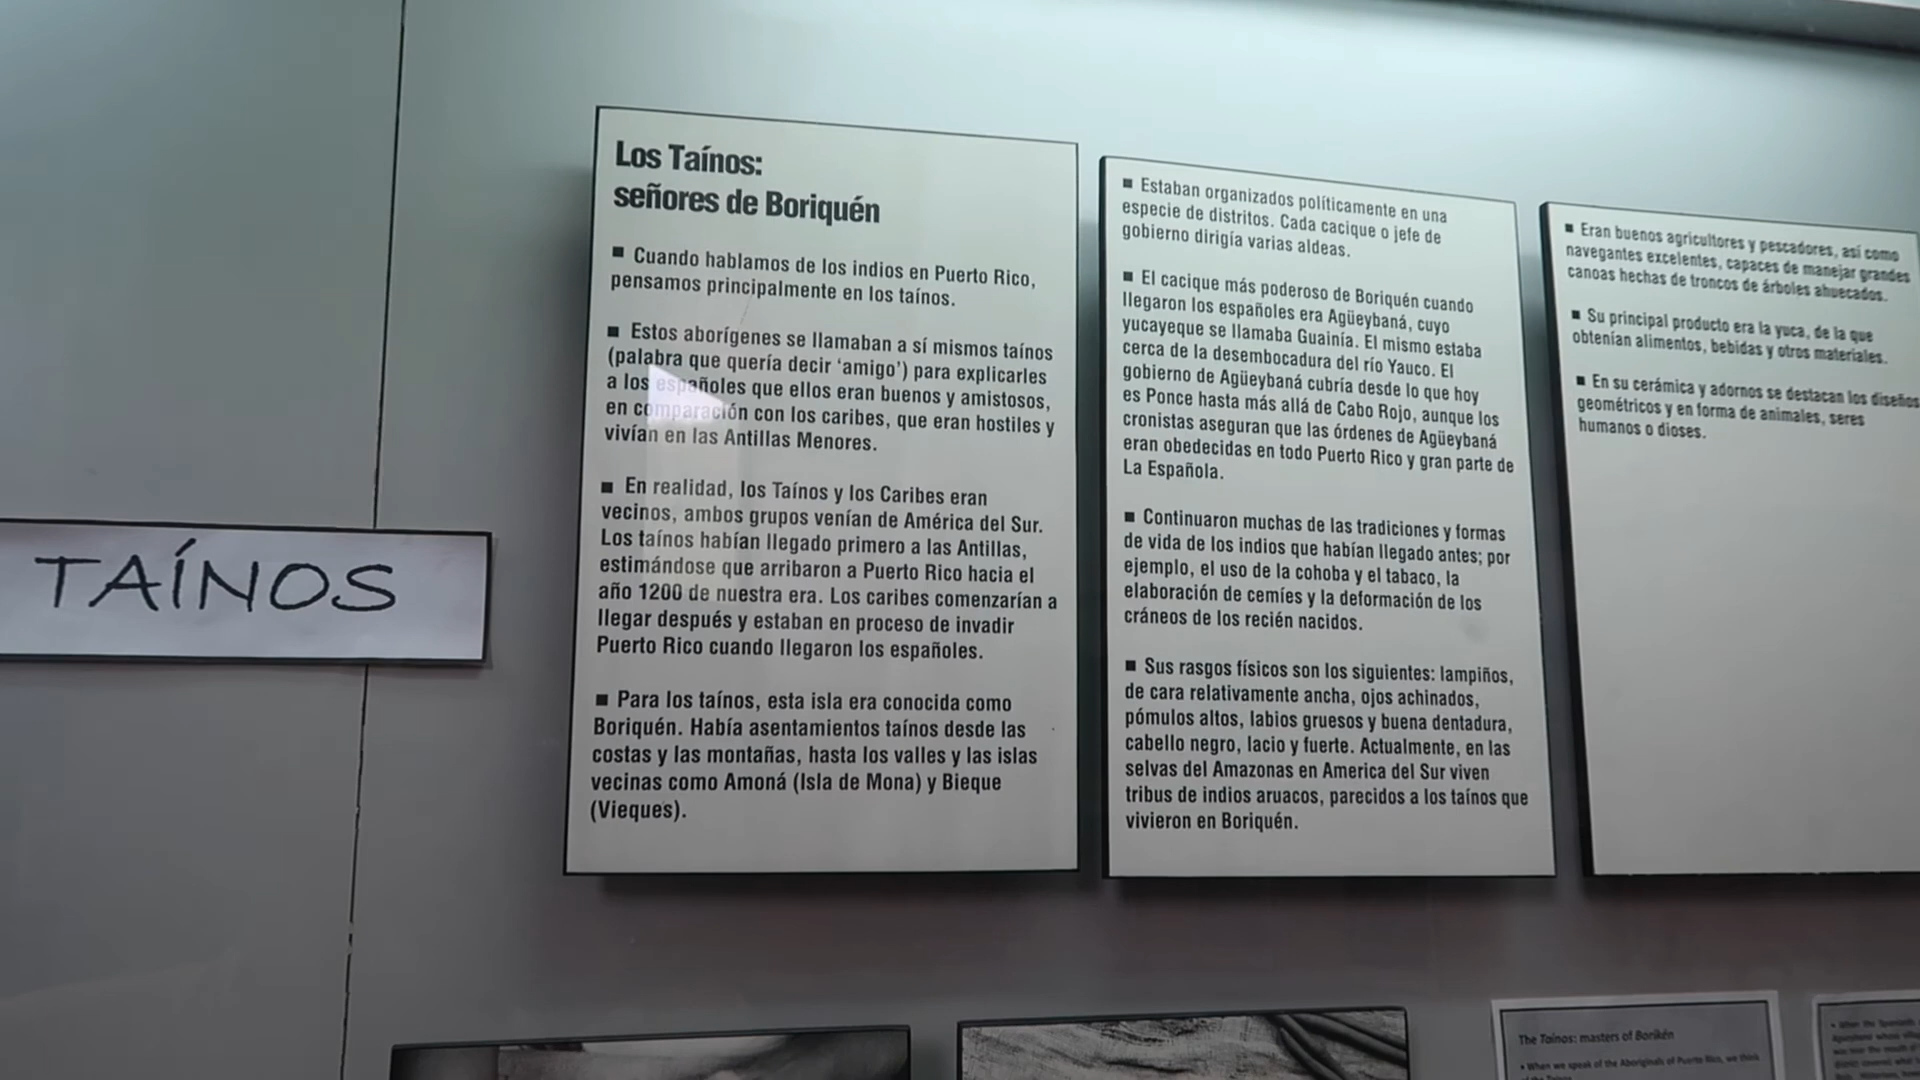 TAÍNOS
Los Taínos:
señores de Boriquén
■ Cuando hablamos de los indios en Puerto Rico,
pensamos principalmente en los taínos.
■ Estos aborígenes se llamaban a sí mismos taínos
(palabra que quería decir ‘amigo’) para explicarles
a los españoles que ellos eran buenos y amistosos,
en comparación con los caribes, que eran hostiles y
vivían en las Antillas Menores.
■ En realidad, los Taínos y los Caribes eran
vecinos, ambos grupos venían de América del Sur.
Los taínos habían llegado primero a las Antillas,
estimándose que arribaron a Puerto Rico hacia el
año 1200 de nuestra era. Los caribes comenzarían a
llegar después y estaban en proceso de invadir
Puerto Rico cuando llegaron los españoles.
■ Para los taínos, esta isla era conocida como
Boriquén. Había asentamientos taínos desde las
costas y las montañas, hasta los valles y las islas
vecinas como Amoná (Isla de Mona) y Bieque
(Vieques).
■ Estaban organizados políticamente en una
especie de distritos. Cada cacique o jefe de
gobierno dirigía varias aldeas.
■ El cacique más poderoso de Boriquén cuando
llegaron los españoles era Agüeybaná, cuyo
yucayeque se llamaba Guainía. El mismo estaba
cerca de la desembocadura del río Yauco. El
gobierno de Agüeybaná cubría desde lo que hoy
es Ponce hasta más allá de Cabo Rojo, aunque los
cronistas aseguran que las órdenes de Agüeybaná
eran obedecidas en todo Puerto Rico y gran parte de
La Española.
■ Continuaron muchas de las tradiciones y formas
de vida de los indios que habían llegado antes; por
ejemplo, el uso de la cohoba y el tabaco, la
elaboración de cemíes y la deformación de los
cráneos de los recién nacidos.
■ Sus rasgos físicos son los siguientes: lampiños,
de cara relativamente ancha, ojos achinados,
pómulos altos, labios gruesos y buena dentadura,
cabello negro, lacio y fuerte. Actualmente, en las
selvas del Amazonas en America del Sur viven
tribus de indios aruacos, parecidos a los taínos que
vivieron en Boriquén.
■ Eran buenos agricultores y pescadores, así como
navegantes excelentes, capaces de manejar grandes
canoas hechas de troncos de árboles ahuecados.
■ Su principal producto era la yuca, de la que
obtenían alimentos, bebidas y otros materiales.
■ En su cerámica y adornos se destacan los diseños
geométricos y en forma de animales, seres
humanos o dioses.
The Taínos: masters of Borikén
• When we speak of the Aboriginals of Puerto Rico, we think
• When the Spaniards